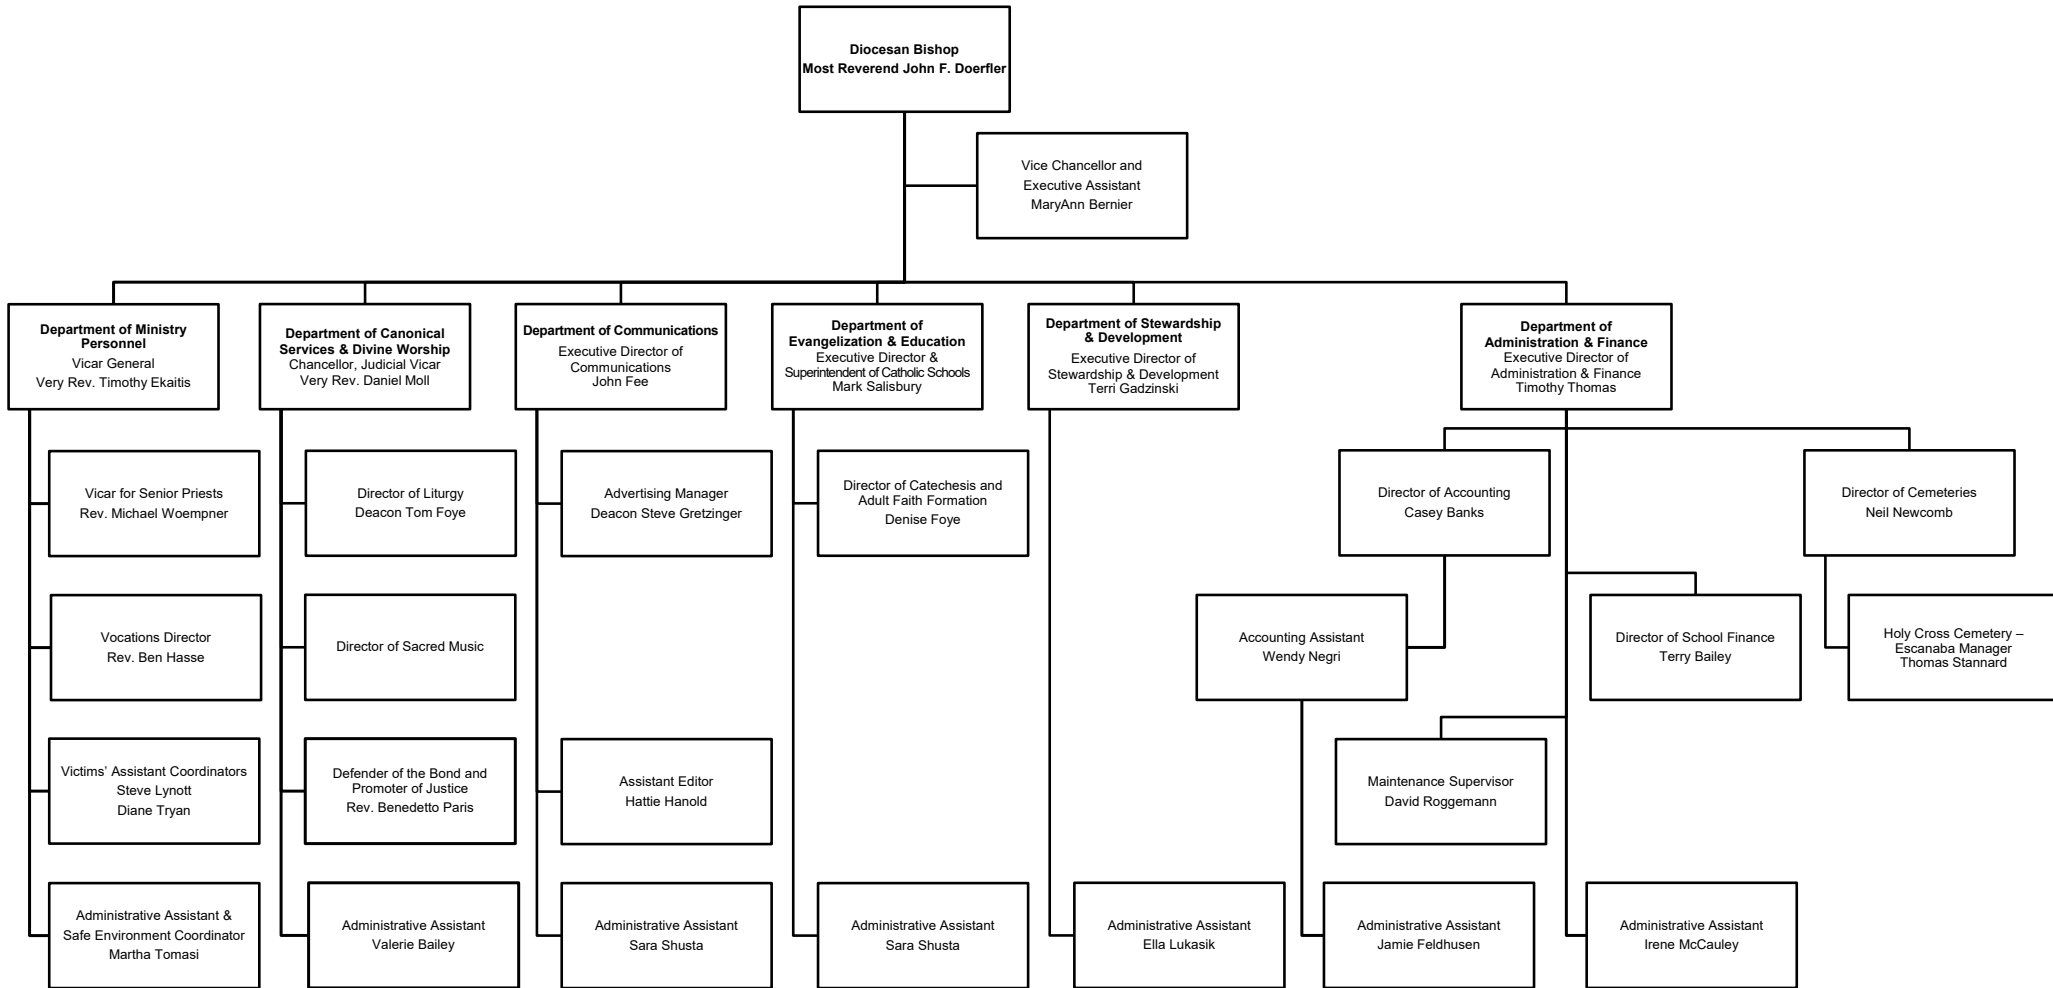 Diocesan Bishop
Most Reverend John F. Doerfler
Vice Chancellor and
Executive Assistant
MaryAnn Bernier
Department of Ministry
Personnel
Vicar General
Very Rev. Timothy Ekaitis
Department of Canonical
Services & Divine Worship
Chancellor, Judicial Vicar
Very Rev. Daniel Moll
Department of Communications
Executive Director of
Communications
John Fee
Department of
Evangelization & Education
Executive Director &
Superintendent of Catholic Schools
Mark Salisbury
Department of Stewardship
& Development
Executive Director of
Stewardship & Development
Terri Gadzinski
Department of
Administration & Finance
Executive Director of
Administration & Finance
Timothy Thomas
Vicar for Senior Priests
Rev. Michael Woempner
Director of Liturgy
Deacon Tom Foye
Advertising Manager
Deacon Steve Gretzinger
Director of Catechesis and
Adult Faith Formation
Denise Foye
Director of Accounting
Casey Banks
Director of Cemeteries
Neil Newcomb
Vocations Director
Rev. Ben Hasse
Director of Sacred Music
Accounting Assistant
Wendy Negri
Director of School Finance
Terry Bailey
Holy Cross Cemetery –
Escanaba Manager
Thomas Stannard
Victims’ Assistant Coordinators
Steve Lynott
Diane Tryan
Defender of the Bond and
Promoter of Justice
Rev. Benedetto Paris
Assistant Editor
Hattie Hanold
Maintenance Supervisor
David Roggemann
Administrative Assistant &
Safe Environment Coordinator
Martha Tomasi
Administrative Assistant
Valerie Bailey
Administrative Assistant
Sara Shusta
Administrative Assistant
Sara Shusta
Administrative Assistant
Ella Lukasik
Administrative Assistant
Jamie Feldhusen
Administrative Assistant
Irene McCauley